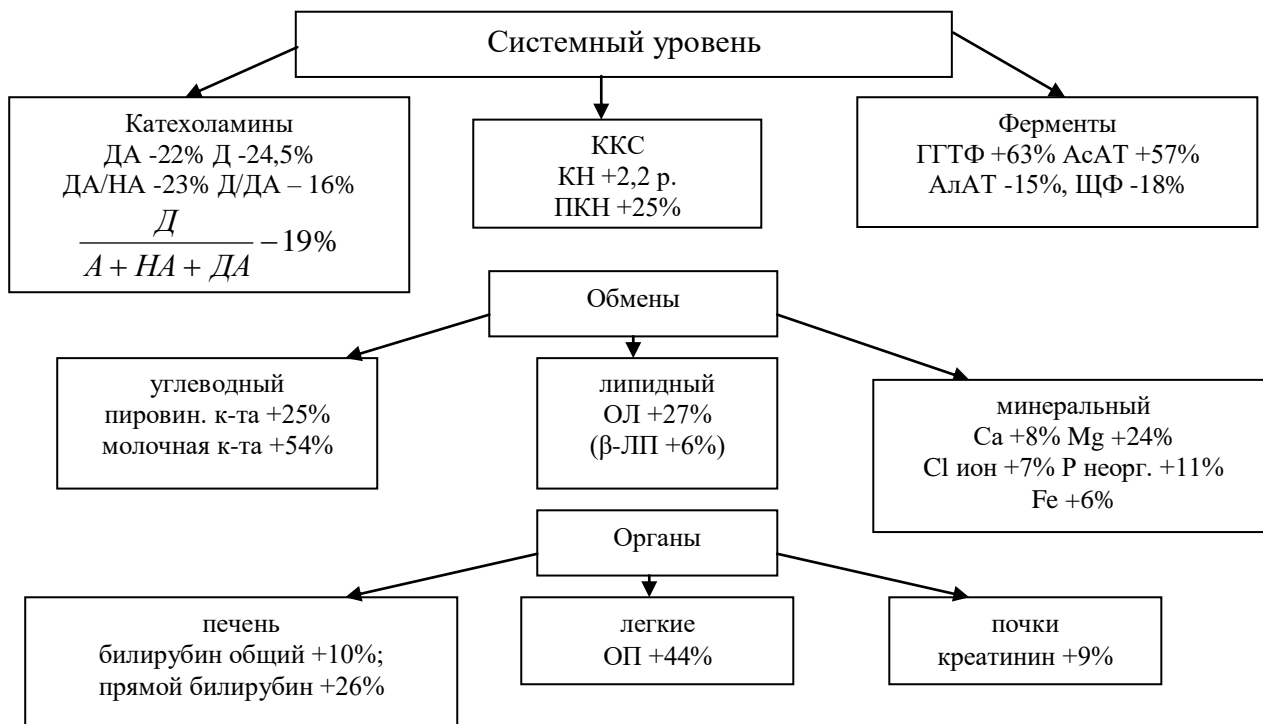 Системный уровень
Катехоламины
ДА -22% Д -24,5%
ДА/НА -23% Д/ДА – 16%
Д
А + НА + ДА
– 19%
ККС
КН +2,2 р.
ПКН +25%
Ферменты
ГГТФ +63% АсАТ +57%
АлАТ -15%, ЩФ -18%
Обмены
углеводный
пировин. к-та +25%
молочная к-та +54%
липидный
ОЛ +27%
(β-ЛП +6%)
минеральный
Ca +8% Mg +24%
Cl ион +7% P неорг. +11%
Fe +6%
Органы
печень
билирубин общий +10%;
прямой билирубин +26%
легкие
ОП +44%
почки
креатинин +9%